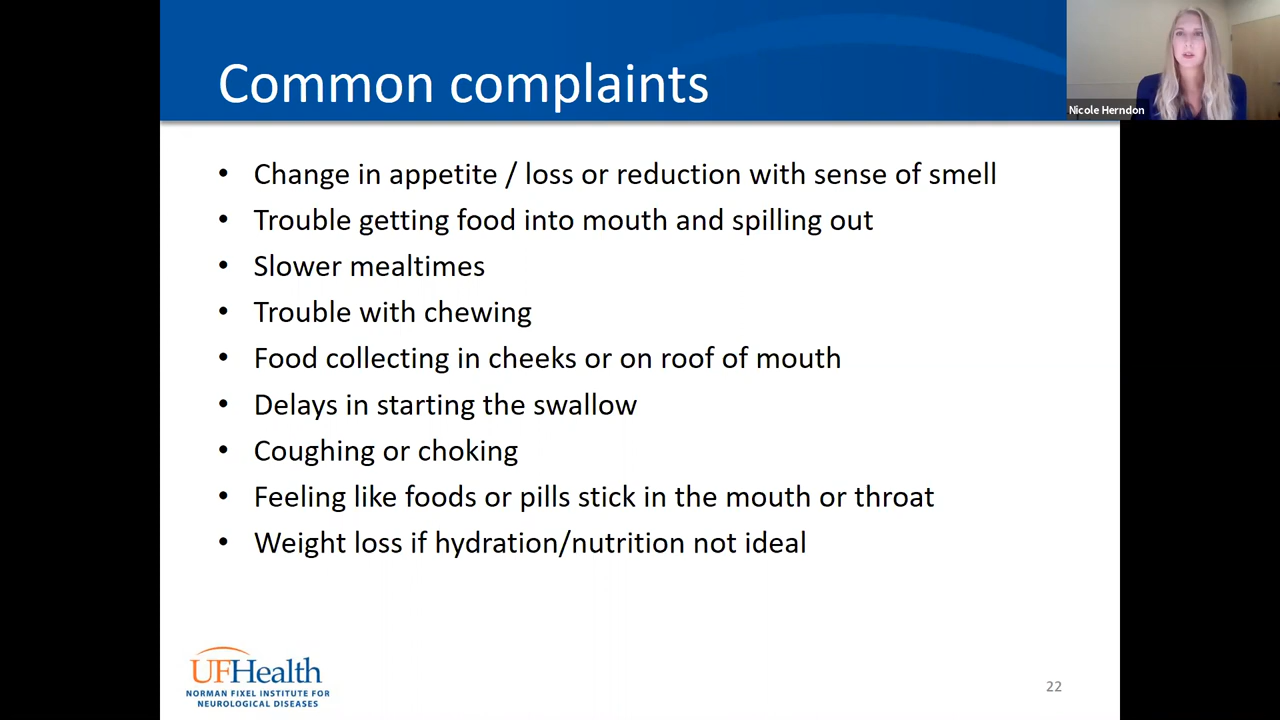 Common complaints
Nicole Herndon
• Change in appetite / loss or reduction with sense of smell
• Trouble getting food into mouth and spilling out
• Slower mealtimes
• Trouble with chewing
• Food collecting in cheeks or on roof of mouth
• Delays in starting the swallow
• Coughing or choking
• Feeling like foods or pills stick in the mouth or throat
• Weight loss if hydration/nutrition not ideal
UFHealth
NORMAN FIXEL INSTITUTE FOR
NEUROLOGICAL DISEASES
22